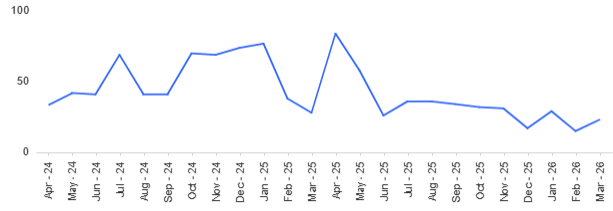 100
50
0
Apr - 24
May - 24
Jun - 24
Jul - 24
Aug - 24
Sep - 24
Oct - 24
Nov - 24
Dec - 24
Jan - 25
Feb - 25
Mar - 25
Apr - 25
May - 25
Jun - 25
Jul - 25
Aug - 25
Sep - 25
Oct - 25
Nov - 25
Dec - 25
Jan - 26
Feb - 26
Mar - 26